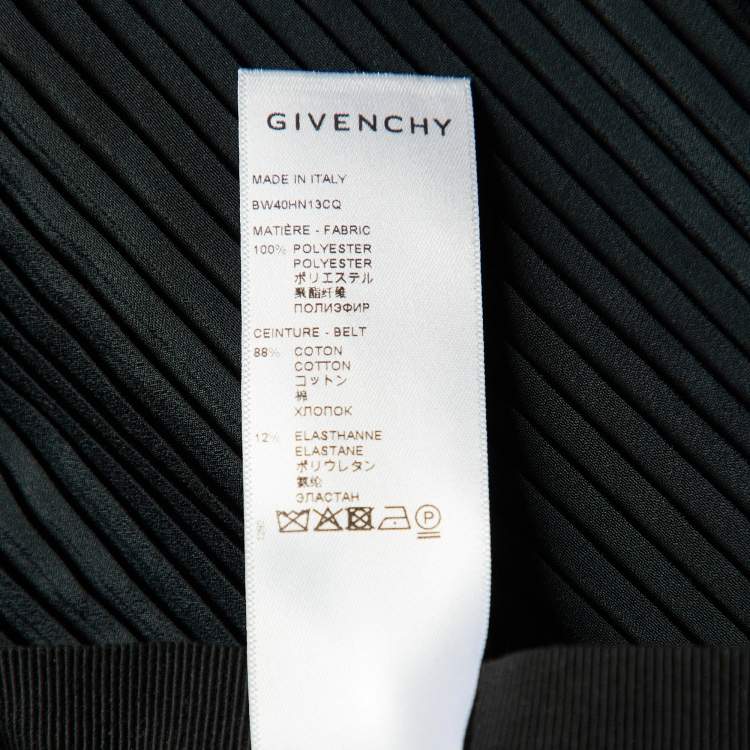 GIVENCHY
MADE IN ITALY
BW40HN13CQ
MATIÈRE - FABRIC
100% POLYESTER
POLYESTER
ポリエステル
聚酯纤维
ПОЛИЭФИР
CEINTURE - BELT
88% COTON
COTTON
コットン
棉
ХЛОПОК
12% ELASTHANNE
ELASTANE
ポリウレタン
氨纶
ЭЛАСТАН
P